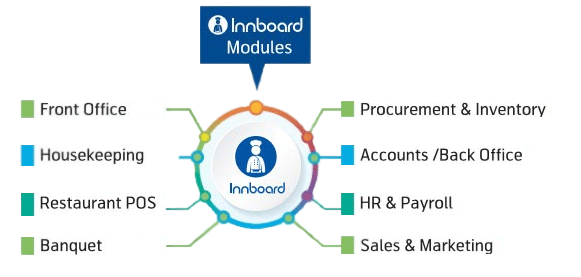 Innboard
Modules
Front Office
Housekeeping
Restaurant POS
Banquet
Innboard
Procurement & Inventory
Accounts /Back Office
HR & Payroll
Sales & Marketing